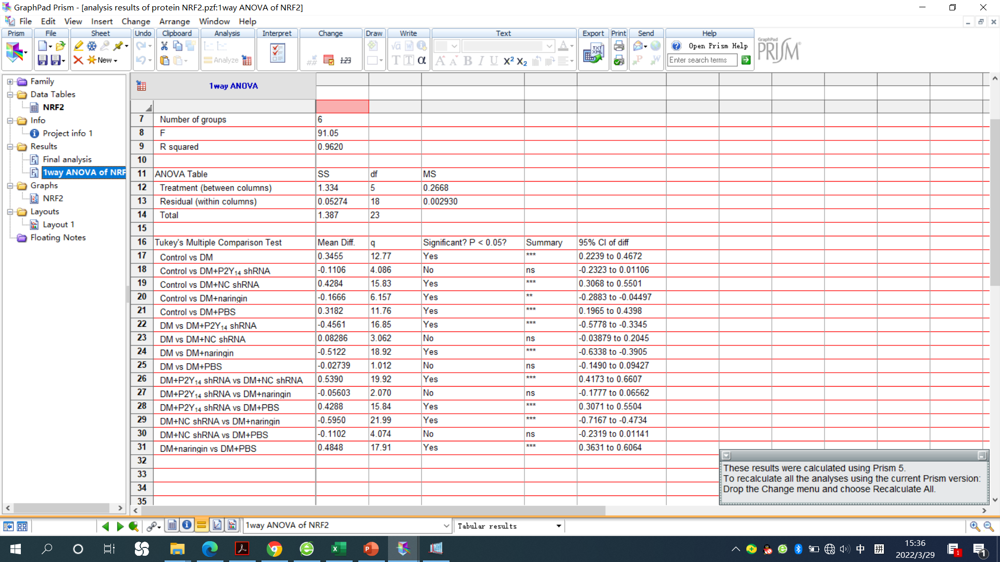 GraphPad Prism - [analysis results of protein NRF2.pzf:1way ANOVA of NRF2]
File Edit View Insert Change Arrange Window Help
Prism File Sheet Undo Clipboard Analysis Interpret Change Draw Write Text Export Print Send Help
Analyze
New
Open Prism Help
Enter search terms
GraphPad
PRISM
TXT
XML
Family
Data Tables
NRF2
Info
Project info 1
Results
Final analysis
1way ANOVA of NRF
Graphs
NRF2
Layouts
Layout 1
Floating Notes
1way ANOVA
7 Number of groups 6
8 F 91.05
9 R squared 0.9620
10
11 ANOVA Table SS df MS
12 Treatment (between columns) 1.334 5 0.2668
13 Residual (within columns) 0.05274 18 0.002930
14 Total 1.387 23
15
16 Tukey's Multiple Comparison Test Mean Diff. q Significant? P < 0.05? Summary 95% CI of diff
17 Control vs DM 0.3455 12.77 Yes *** 0.2239 to 0.4672
18 Control vs DM+P2Y₁₄ shRNA -0.1106 4.086 No ns -0.2323 to 0.01106
19 Control vs DM+NC shRNA 0.4284 15.83 Yes *** 0.3068 to 0.5501
20 Control vs DM+naringin -0.1666 6.157 Yes ** -0.2883 to -0.04497
21 Control vs DM+PBS 0.3182 11.76 Yes *** 0.1965 to 0.4398
22 DM vs DM+P2Y₁₄ shRNA -0.4561 16.85 Yes *** -0.5778 to -0.3345
23 DM vs DM+NC shRNA 0.08286 3.062 No ns -0.03879 to 0.2045
24 DM vs DM+naringin -0.5122 18.92 Yes *** -0.6338 to -0.3905
25 DM vs DM+PBS -0.02739 1.012 No ns -0.1490 to 0.09427
26 DM+P2Y₁₄ shRNA vs DM+NC shRNA 0.5390 19.92 Yes *** 0.4173 to 0.6607
27 DM+P2Y₁₄ shRNA vs DM+naringin -0.05603 2.070 No ns -0.1777 to 0.06562
28 DM+P2Y₁₄ shRNA vs DM+PBS 0.4288 15.84 Yes *** 0.3071 to 0.5504
29 DM+NC shRNA vs DM+naringin -0.5950 21.99 Yes *** -0.7167 to -0.4734
30 DM+NC shRNA vs DM+PBS -0.1102 4.074 No ns -0.2319 to 0.01141
31 DM+naringin vs DM+PBS 0.4848 17.91 Yes *** 0.3631 to 0.6064
32
33
34
35
These results were calculated using Prism 5.
To recalculate all the analyses using the current Prism version:
Drop the Change menu and choose Recalculate All.
1way ANOVA of NRF2
Tabular results
中
拼
15:36
2022/3/29
1
1